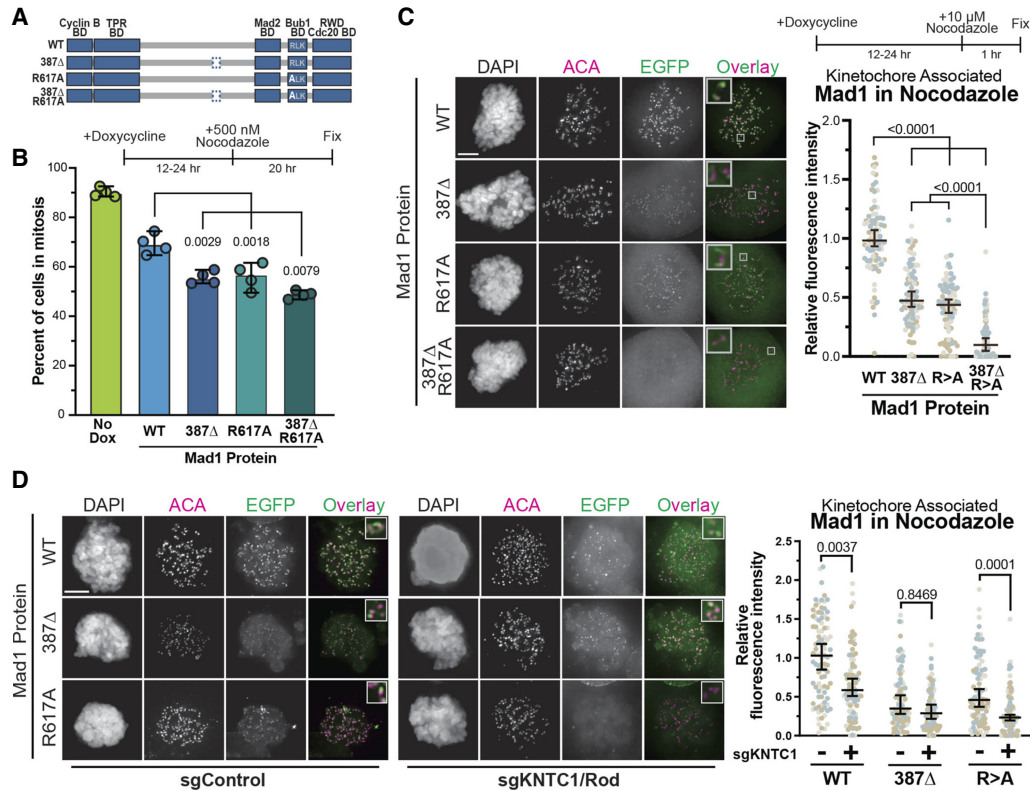 A
Cyclin B BD
TPR BD
Mad2 BD
Bub1 BD
RWD Cdc20 BD
WT
RLK
387Δ
RLK
R617A
ALK
387Δ R617A
ALK
B
+Doxycycline
+500 nM Nocodazole
Fix
12-24 hr
20 hr
Percent of cells in mitosis
100
80
60
40
20
0
0.0029
0.0018
0.0079
No Dox
WT
387Δ
R617A
387Δ R617A
Mad1 Protein
C
DAPI
ACA
EGFP
Overlay
Mad1 Protein
WT
387Δ
R617A
387Δ R617A
+Doxycycline
+10 µM Nocodazole
Fix
12-24 hr
1 hr
Kinetochore Associated
Mad1 in Nocodazole
Relative fluorescence intensity
2.0
1.5
1.0
0.5
0.0
<0.0001
<0.0001
WT
387Δ
R>A
387Δ R>A
Mad1 Protein
D
DAPI
ACA
EGFP
Overlay
DAPI
ACA
EGFP
Overlay
Mad1 Protein
WT
387Δ
R617A
sgControl
sgKNTC1/Rod
Kinetochore Associated
Mad1 in Nocodazole
Relative fluorescence intensity
2.5
2.0
1.5
1.0
0.5
0.0
0.0037
0.8469
0.0001
sgKNTC1
- + - + - +
WT
387Δ
R>A